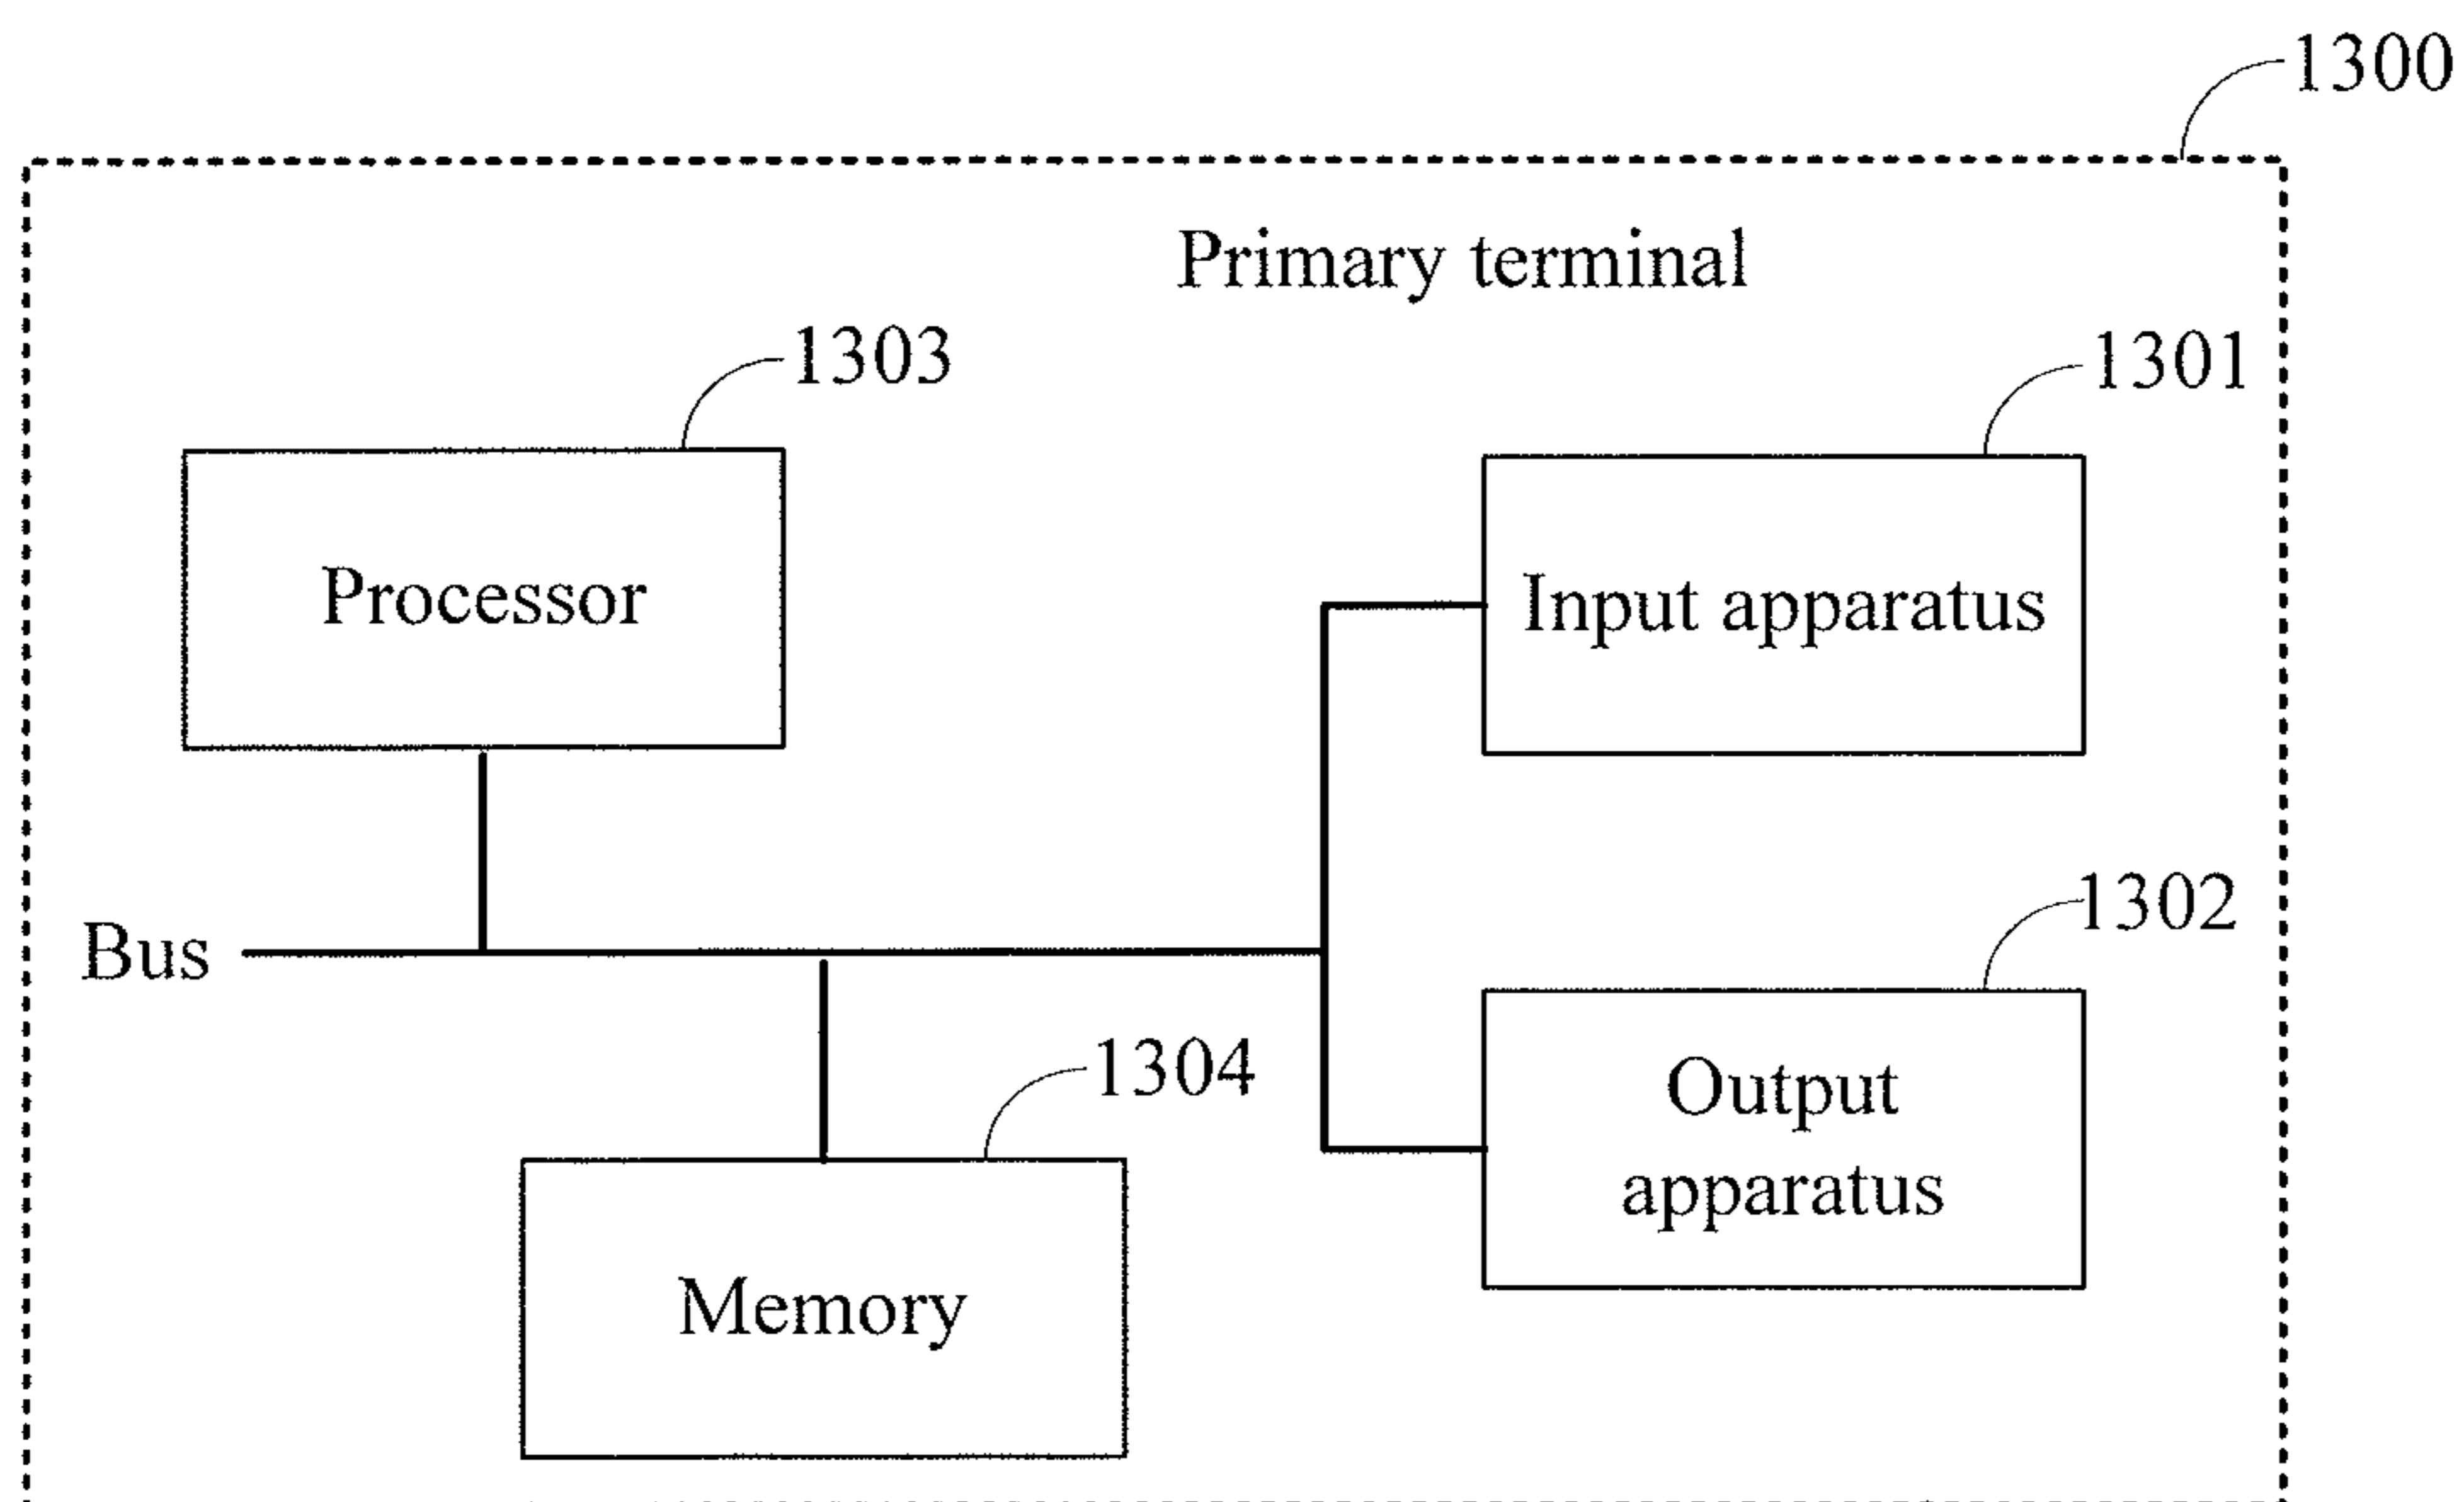 1300
Primary terminal
1303
1301
Processor
Input apparatus
Bus
1302
1304
Output
apparatus
Memory